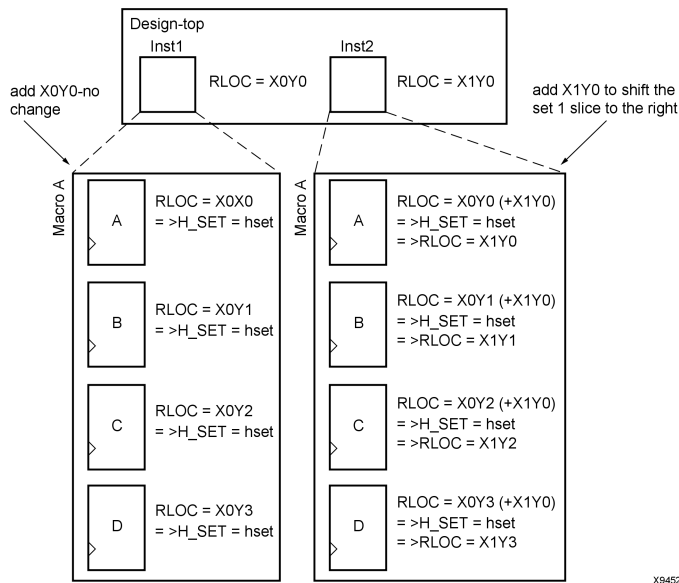 Design-top
Inst1
Inst2
RLOC = X0Y0
RLOC = X1Y0
add X0Y0-no
change
add X1Y0 to shift the
set 1 slice to the right
Macro A
A
RLOC = X0X0
= >H_SET = hset
B
RLOC = X0Y1
= >H_SET = hset
C
RLOC = X0Y2
= >H_SET = hset
D
RLOC = X0Y3
= >H_SET = hset
Macro A
A
RLOC = X0Y0 (+X1Y0)
= >H_SET = hset
= >RLOC = X1Y0
B
RLOC = X0Y1 (+X1Y0)
= >H_SET = hset
= >RLOC = X1Y1
C
RLOC = X0Y2 (+X1Y0)
= >H_SET = hset
= >RLOC = X1Y2
D
RLOC = X0Y3 (+X1Y0)
= >H_SET = hset
= >RLOC = X1Y3
X9452